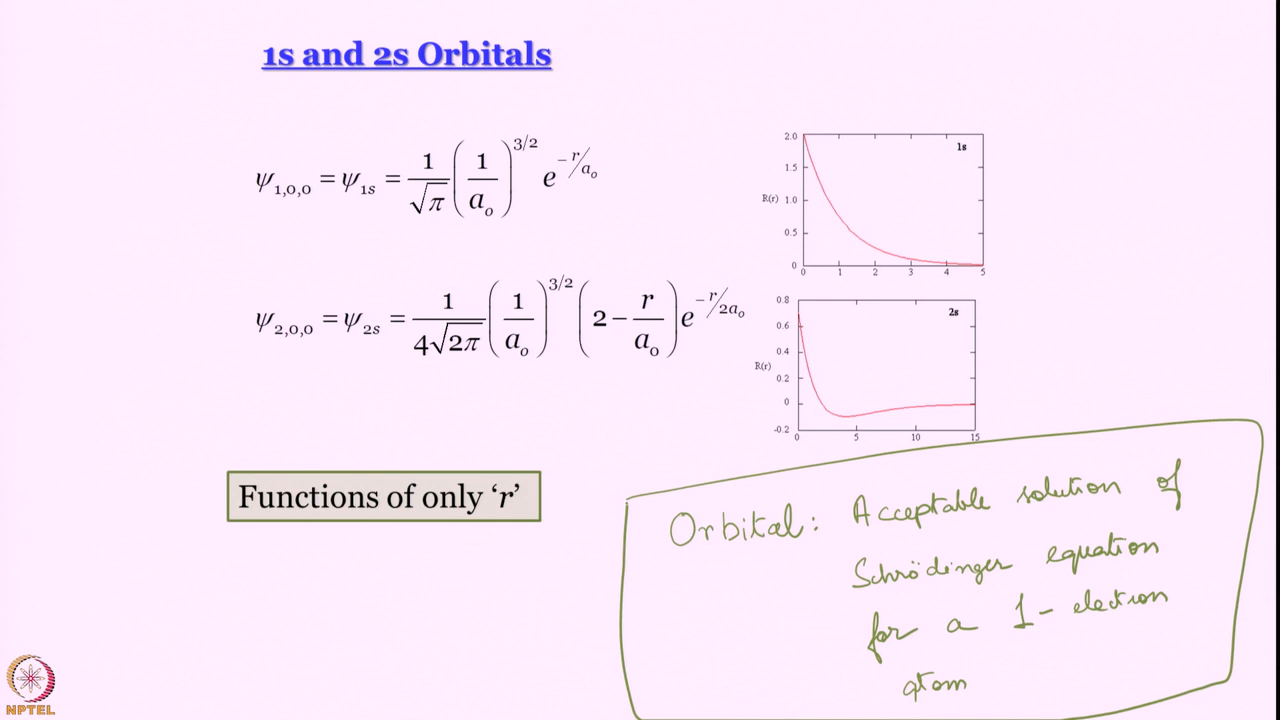 1s and 2s Orbitals
ψ1,0,0 = ψ1s = 1/√π (1/ao)^3/2 e^−r/ao
ψ2,0,0 = ψ2s = 1/4√2π (1/ao)^3/2 (2 − r/ao) e^−r/2ao
2.0
1.5
R(r) 1.0
0.5
0
0 1 2 3 4 5
1s
0.8
0.6
0.4
R(r)
0.2
0
-0.2
0 5 10 15
2s
Functions of only ‘r’
Orbital: Acceptable solution of
Schrödinger equation
for a 1-electron
atom
NPTEL